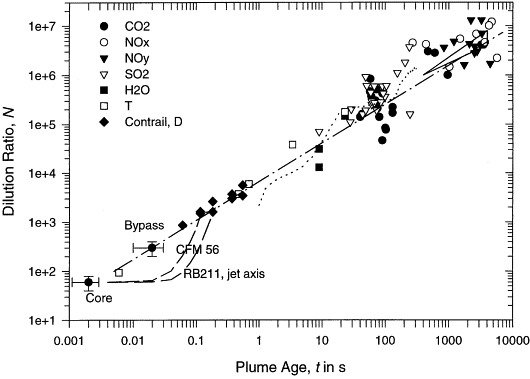 1e+7
1e+6
1e+5
1e+4
1e+3
1e+2
1e+1
Dilution Ratio, N
CO2
NOx
NOy
SO2
H2O
T
Contrail, D
Bypass
CFM 56
RB211, jet axis
Core
0.001
0.01
0.1
1
10
100
1000
10000
Plume Age, t in s